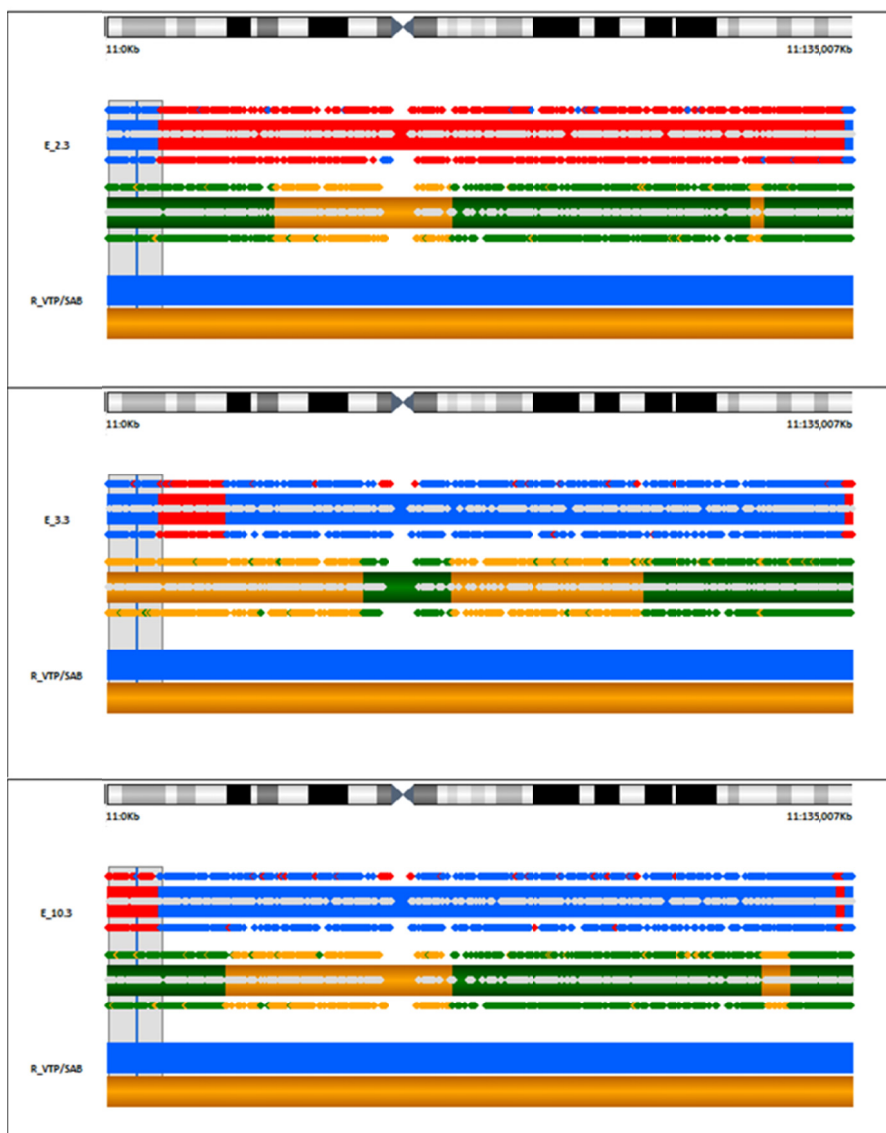 11:0Kb 11:135,007Kb
E_2.3
R_VTP/SAB
11:0Kb 11:135,007Kb
E_3.3
R_VTP/SAB
11:0Kb 11:135,007Kb
E_10.3
R_VTP/SAB